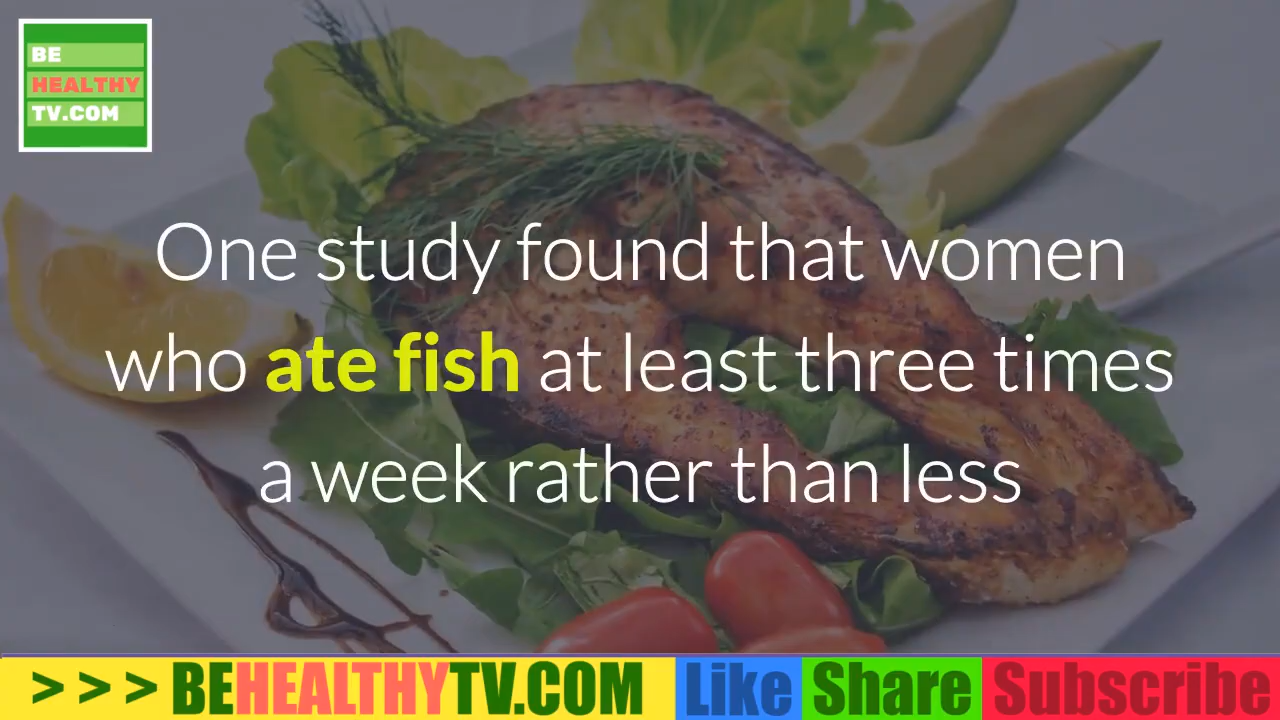 BE
HEALTHY
TV.COM
One study found that women
who ate fish at least three times
a week rather than less
> > > BEHEALTHYTV.COM Like Share Subscribe